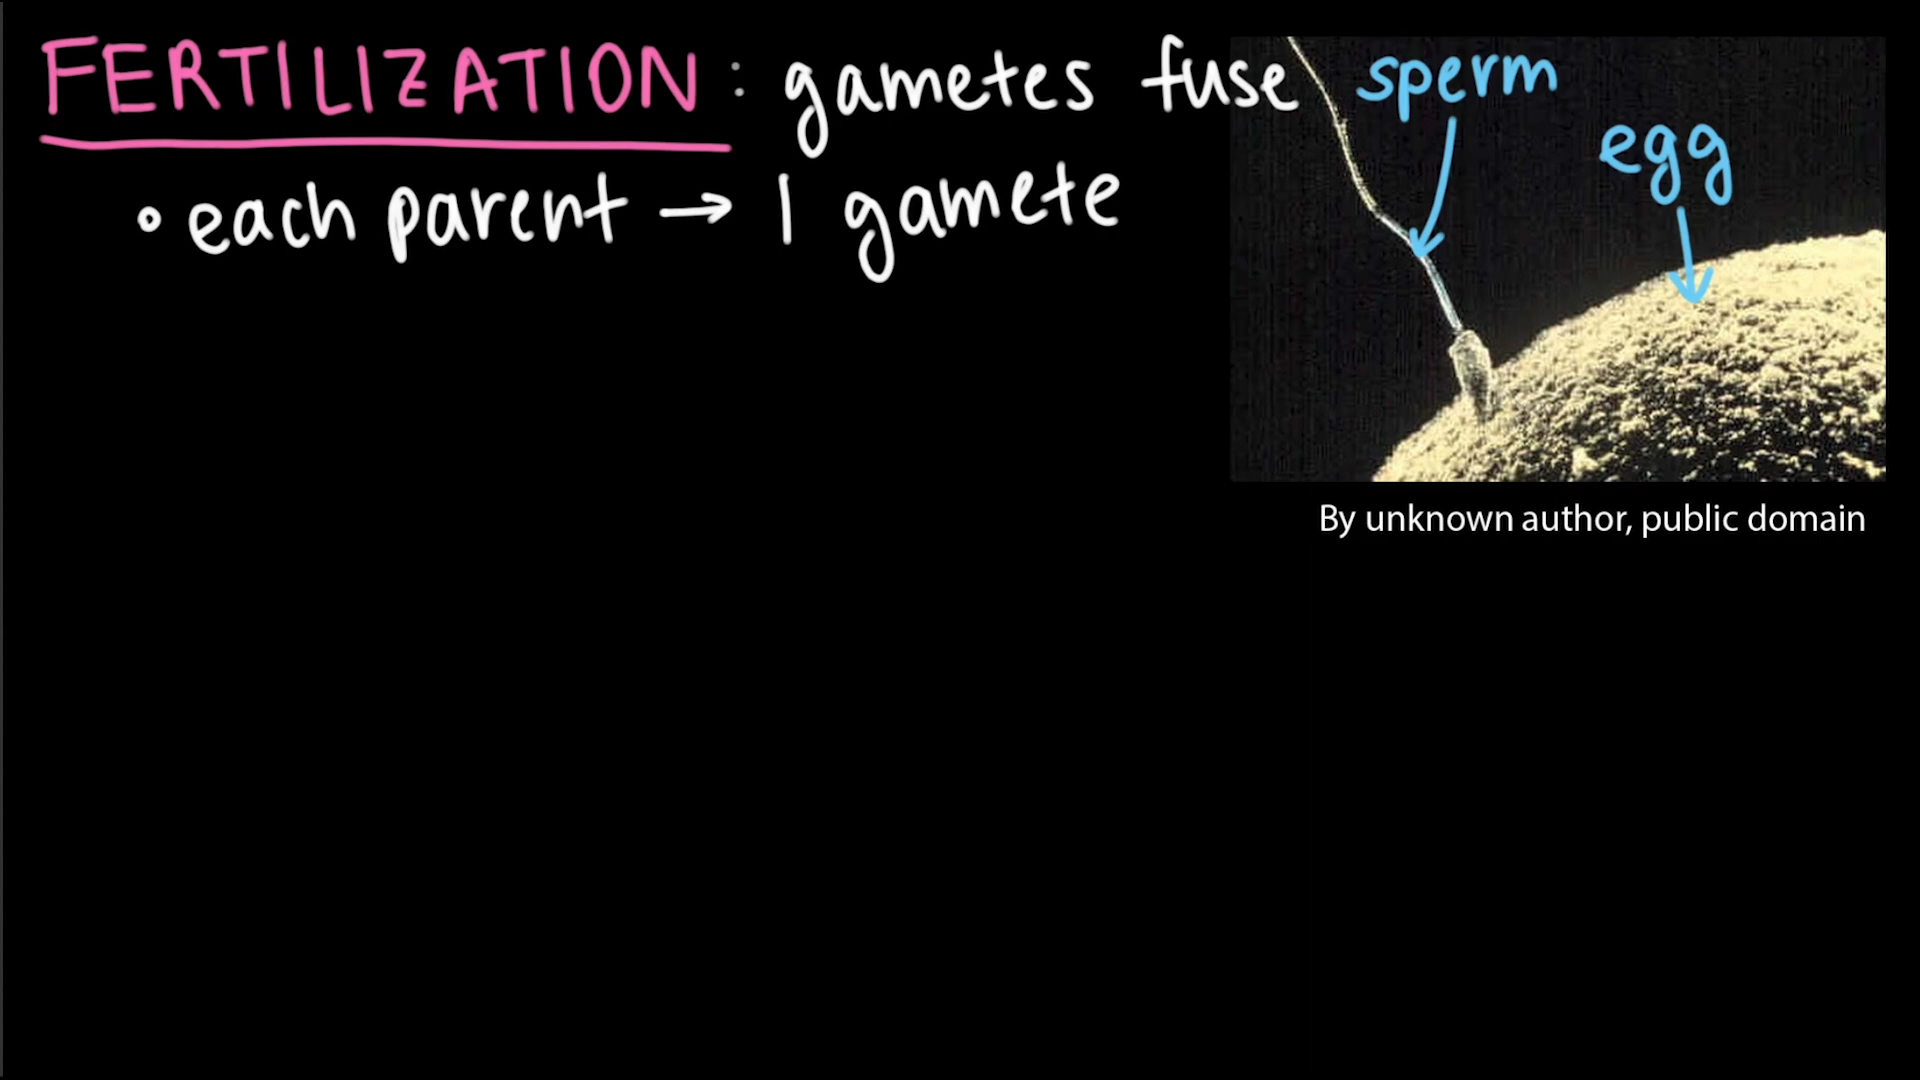 FERTILIZATION: gametes fuse
• each parent → 1 gamete
sperm
egg
By unknown author, public domain